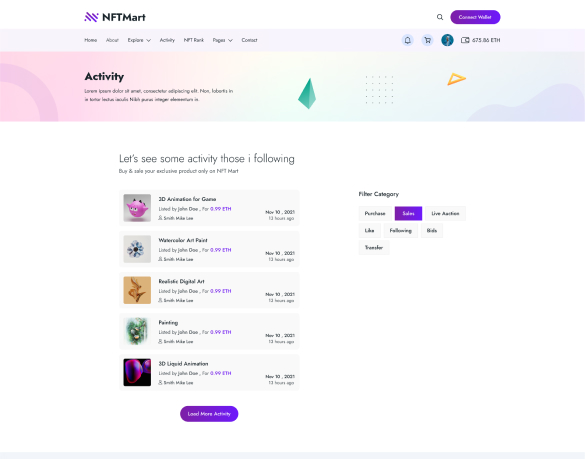 NFTMart
Connect Wallet
Home About Explore Activity NFT Rank Pages Contact 675.86 ETH
Activity
Lorem ipsum dolor sit amet, consectetur adipiscing elit. Non, lobortis in
in tortor lectus iaculis Nibh purus integer elementum in.
Let's see some activity those i following
Buy & sale your exclusive product only on NFT Mart
3D Animation for Game
Listed by John Doe , For 0.99 ETH
Smith Mike Lee
Nov 10 , 2021
13 hours ago
Watercolor Art Paint
Listed by John Doe , For 0.99 ETH
Smith Mike Lee
Nov 10 , 2021
13 hours ago
Realistic Digital Art
Listed by John Doe , For 0.99 ETH
Smith Mike Lee
Nov 10 , 2021
13 hours ago
Painting
Listed by John Doe , For 0.99 ETH
Smith Mike Lee
Nov 10 , 2021
13 hours ago
3D Liquid Animation
Listed by John Doe , For 0.99 ETH
Smith Mike Lee
Nov 10 , 2021
13 hours ago
Load More Activity
Filter Category
Purchase Sales Live Auction
Like Following Bids
Transfer